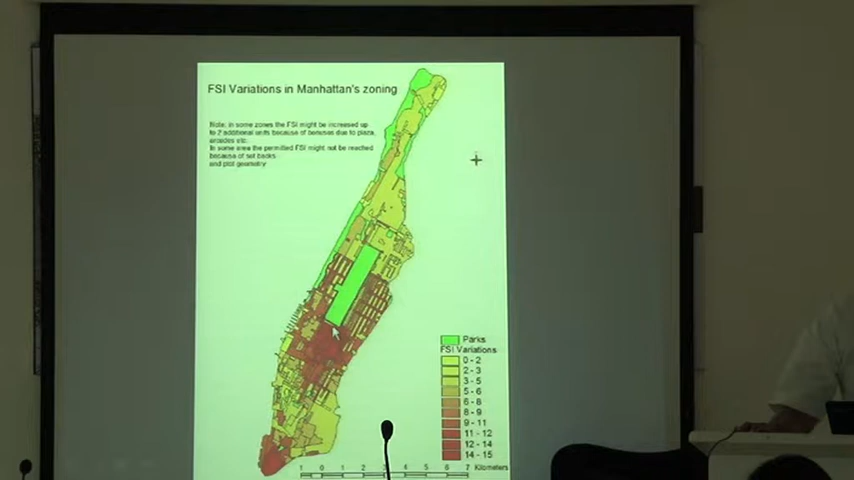 FSI Variations in Manhattan's zoning
Note: in some zones the FSI might be increased up
to 2 additional units because of bonuses due to plaza,
arcades etc.
In some area the permitted FSI might not be reached
because of set backs
and plot geometry
Parks
FSI Variations
0 - 2
2 - 3
3 - 5
5 - 6
6 - 8
8 - 9
9 - 11
11 - 12
12 - 14
14 - 15
1 0 1 2 3 4 5 6 7 Kilometers